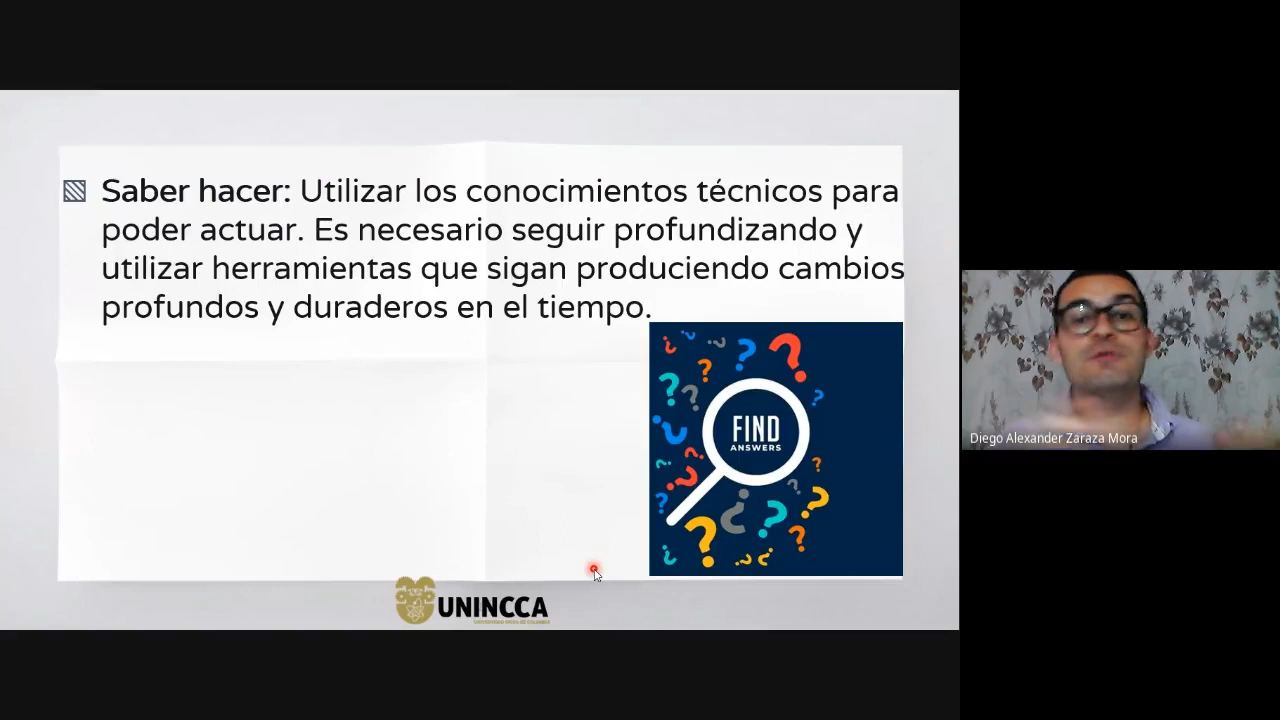 Saber hacer: Utilizar los conocimientos técnicos para
poder actuar. Es necesario seguir profundizando y
utilizar herramientas que sigan produciendo cambios
profundos y duraderos en el tiempo.
FIND
ANSWERS
UNINCCA
Diego Alexander Zaraza Mora